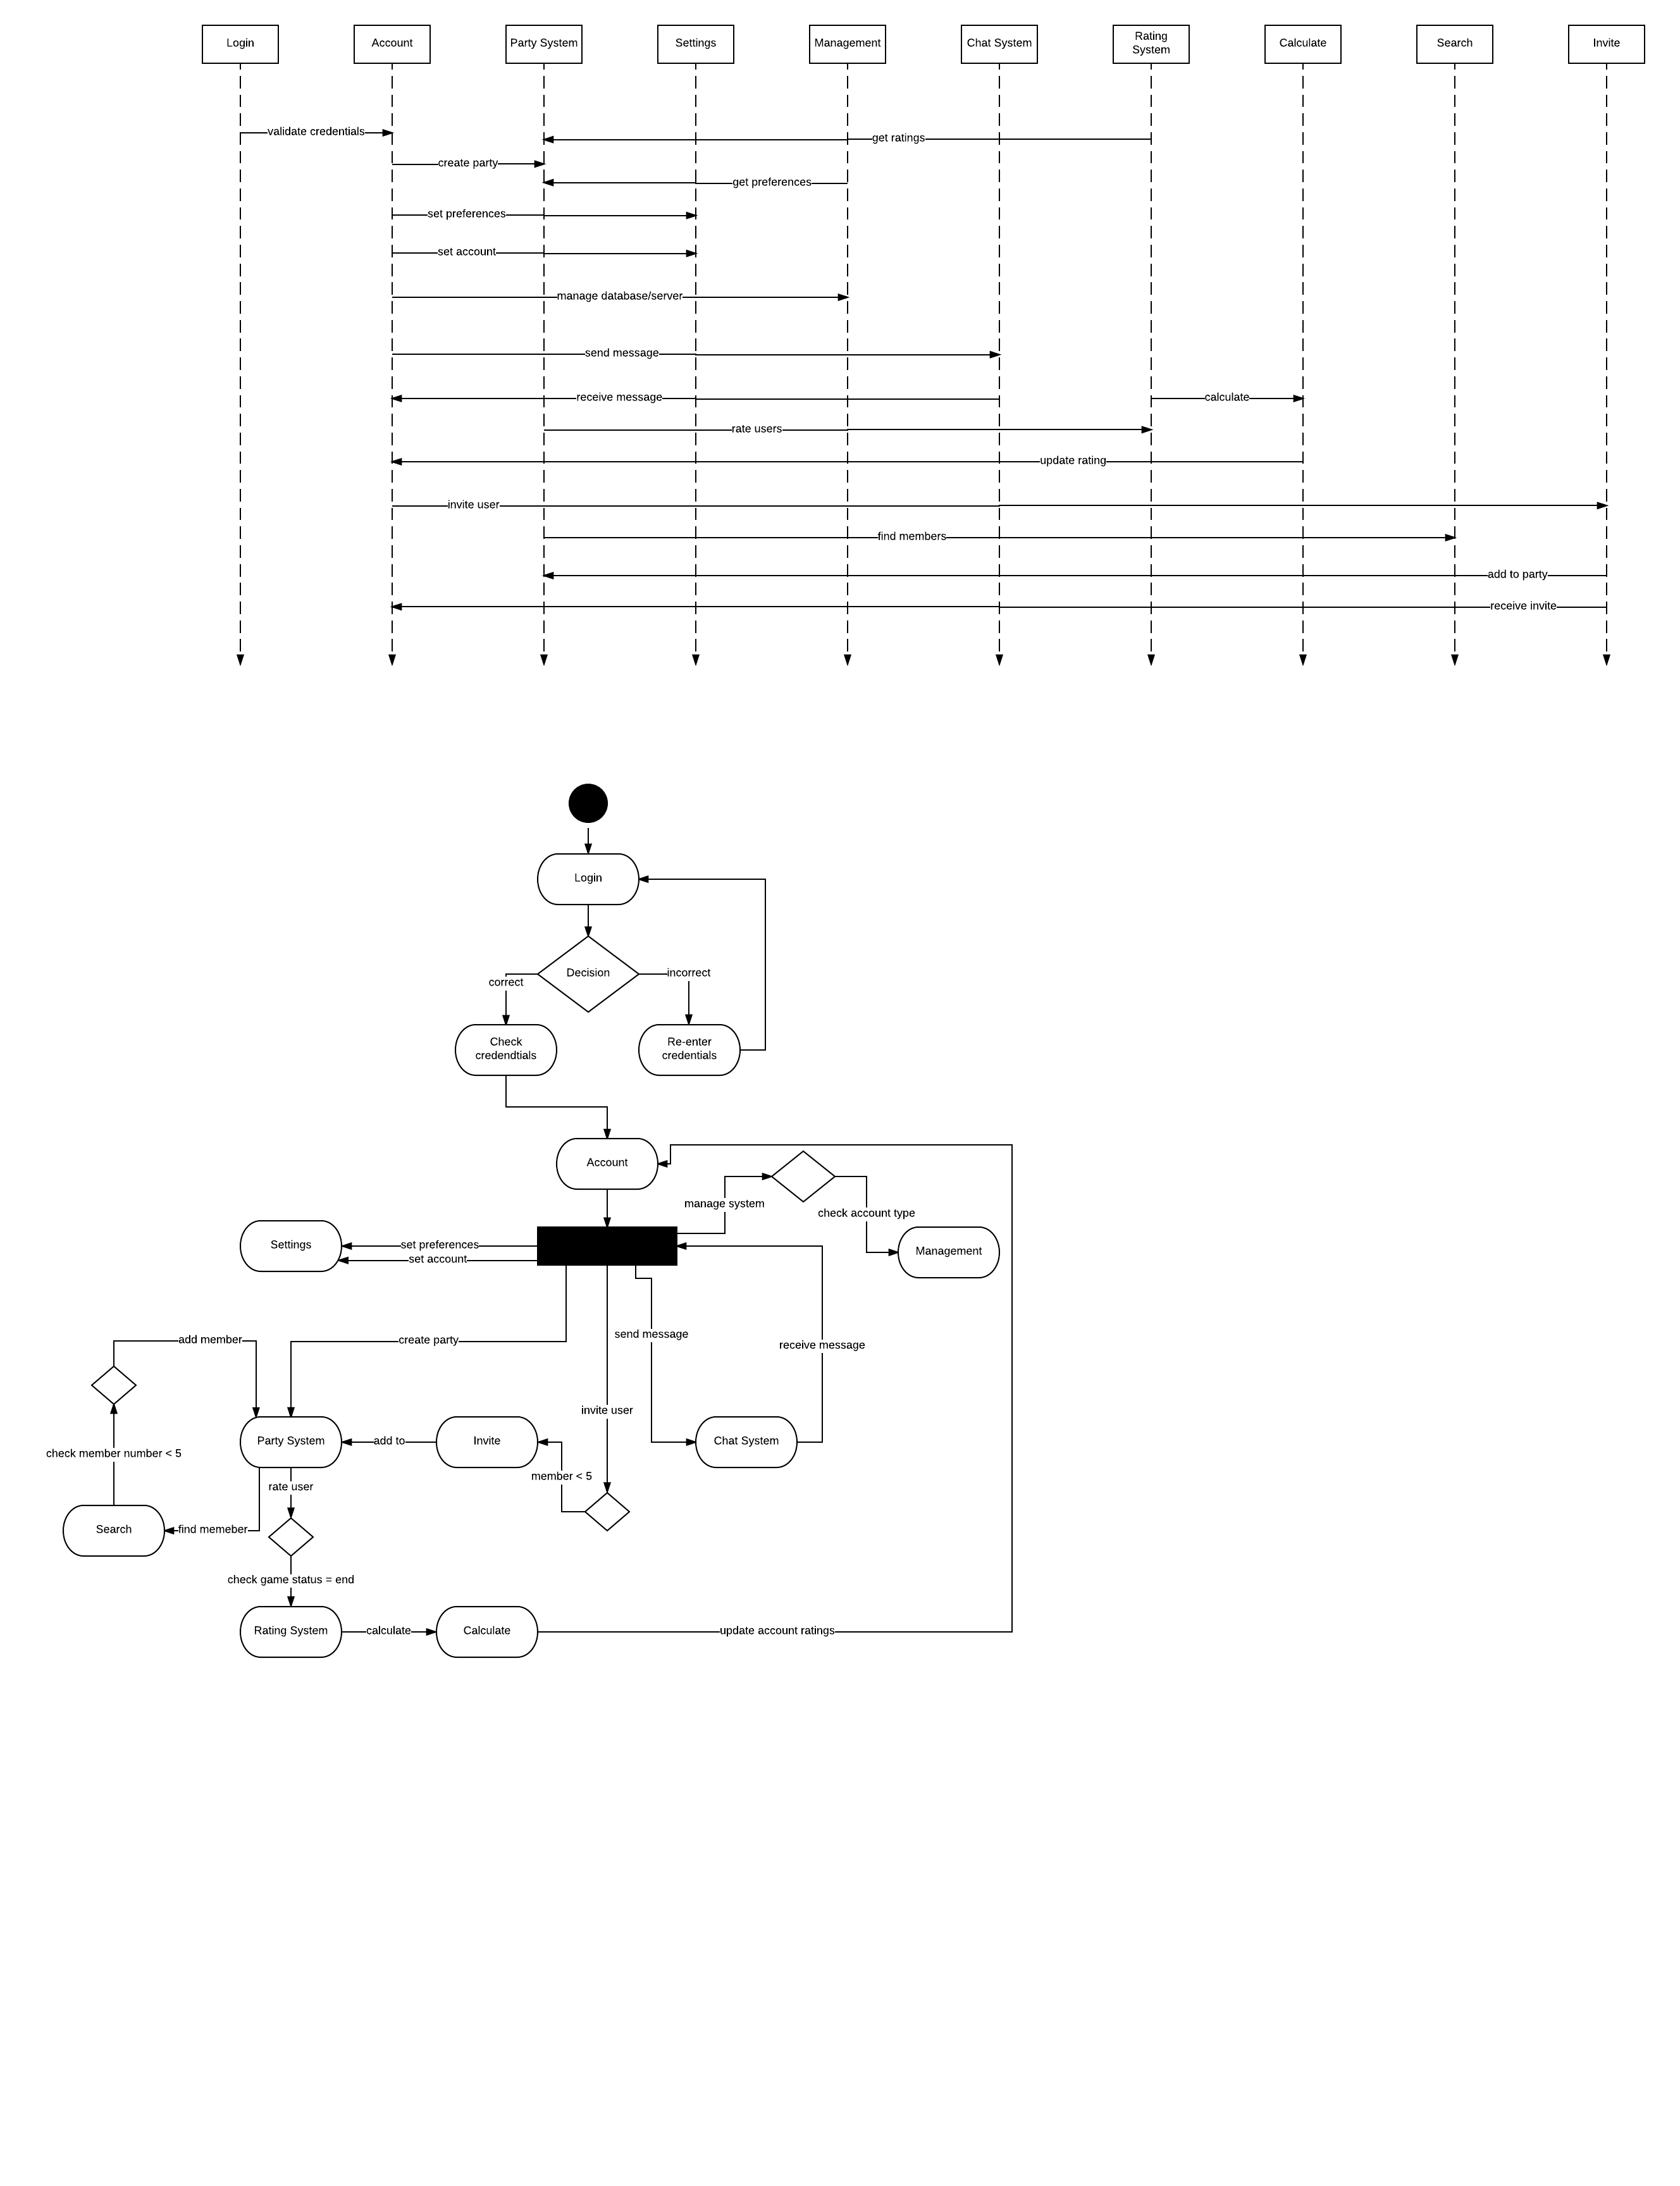 Login
Account
Party System
Settings
Management
Chat System
Rating
System
Calculate
Search
Invite
validate credentials
get ratings
create party
get preferences
set preferences
set account
manage database/server
send message
receive message
calculate
rate users
update rating
invite user
find members
add to party
receive invite
Login
Decision
correct
incorrect
Check
credendtials
Re-enter
credentials
Account
manage system
check account type
Settings
set preferences
set account
Management
send message
add member
create party
receive message
invite user
Party System
add to
Invite
Chat System
check member number < 5
member < 5
rate user
Search
find memeber
check game status = end
Rating System
calculate
Calculate
update account ratings